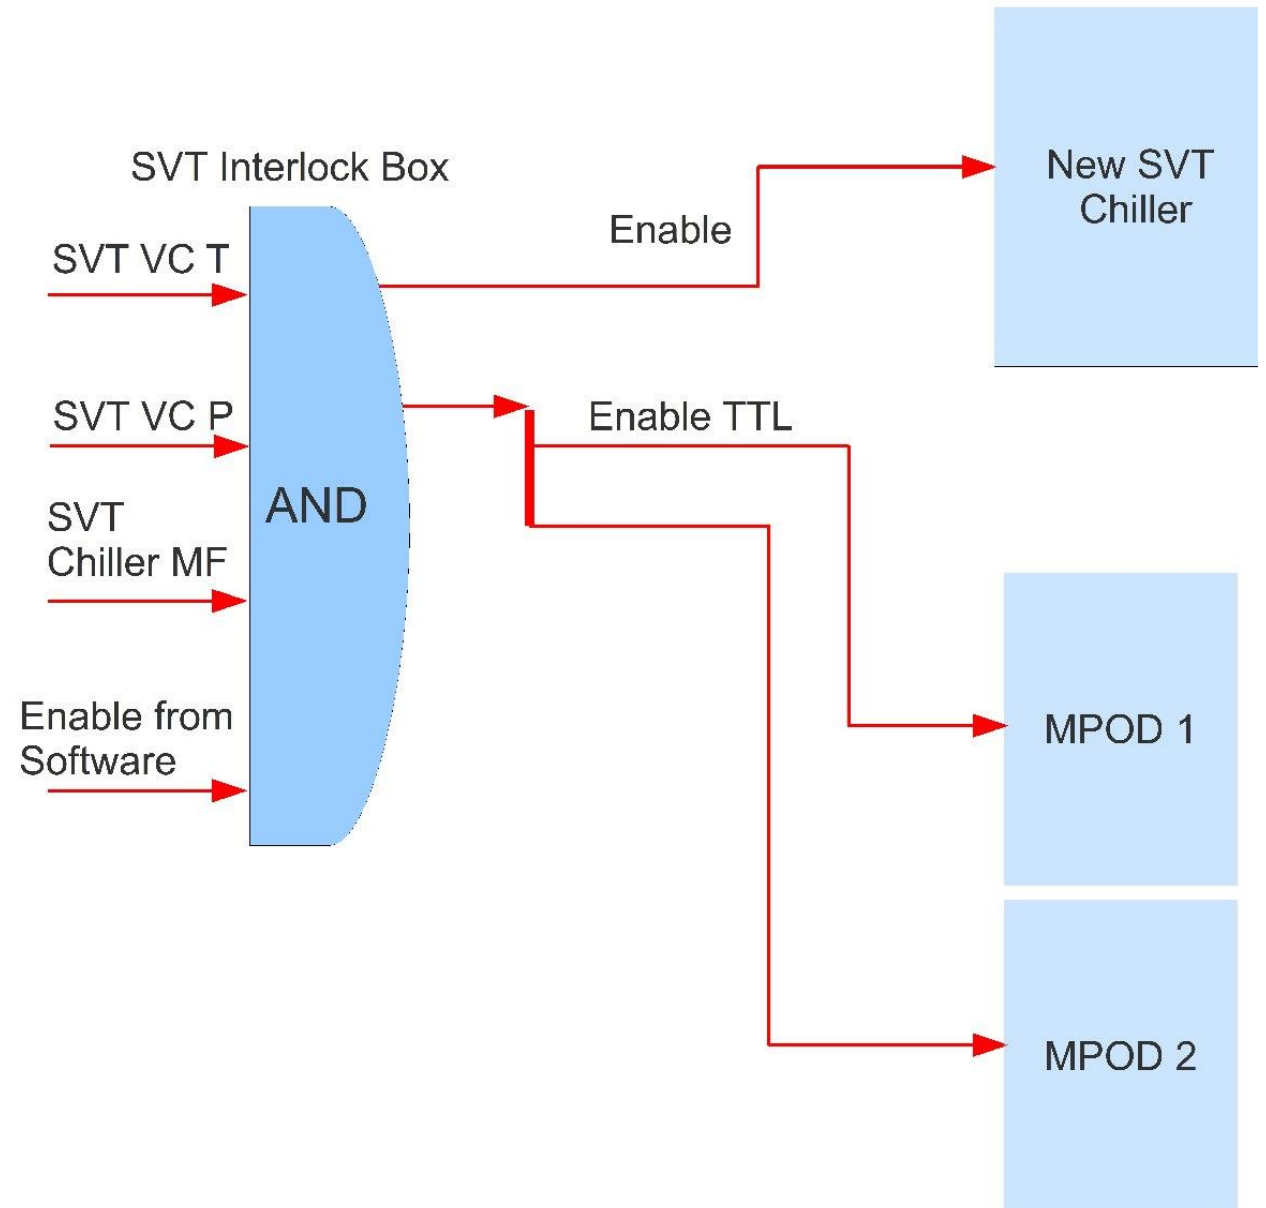 SVT Interlock Box
New SVT
Chiller
Enable
SVT VC T
SVT VC P
Enable TTL
SVT
Chiller MF
AND
Enable from
Software
MPOD 1
MPOD 2